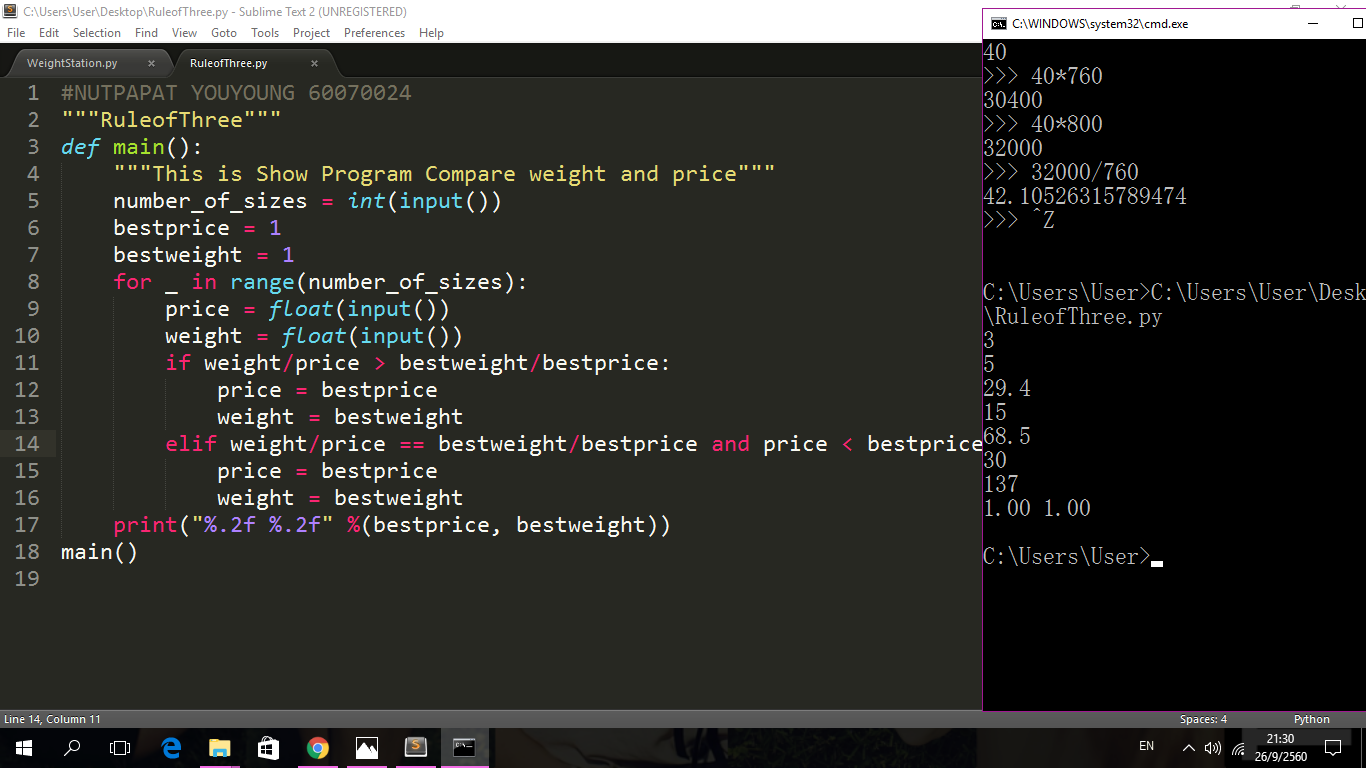 C:\Users\User\Desktop\RuleofThree.py - Sublime Text 2 (UNREGISTERED)
File Edit Selection Find View Goto Tools Project Preferences Help
WeightStation.py × RuleofThree.py ×
1 #NUTPAPAT YOUYOUNG 60070024
2 """RuleofThree"""
3 def main():
4     """This is Show Program Compare weight and price"""
5     number_of_sizes = int(input())
6     bestprice = 1
7     bestweight = 1
8     for _ in range(number_of_sizes):
9         price = float(input())
10         weight = float(input())
11         if weight/price > bestweight/bestprice:
12             price = bestprice
13             weight = bestweight
14         elif weight/price == bestweight/bestprice and price < bestprice
15             price = bestprice
16             weight = bestweight
17     print("%.2f %.2f" %(bestprice, bestweight))
18 main()
19
C:\WINDOWS\system32\cmd.exe
40
>>> 40*760
30400
>>> 40*800
32000
>>> 32000/760
42.10526315789474
>>> ^Z
C:\Users\User>C:\Users\User\Desk
\RuleofThree.py
3
5
29.4
15
68.5
30
137
1.00 1.00
C:\Users\User>
Line 14, Column 11 Spaces: 4 Python
EN 21:30
26/9/2560